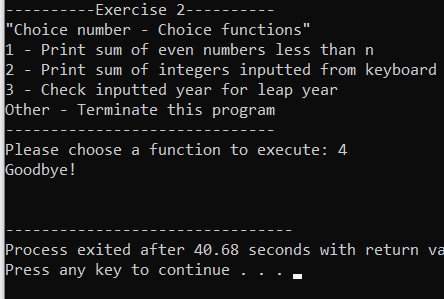 ----------Exercise 2----------
"Choice number - Choice functions"
1 - Print sum of even numbers less than n
2 - Print sum of integers inputted from keyboard
3 - Check inputted year for leap year
Other - Terminate this program
------------------------------
Please choose a function to execute: 4
Goodbye!
--------------------------------
Process exited after 40.68 seconds with return va
Press any key to continue . . .